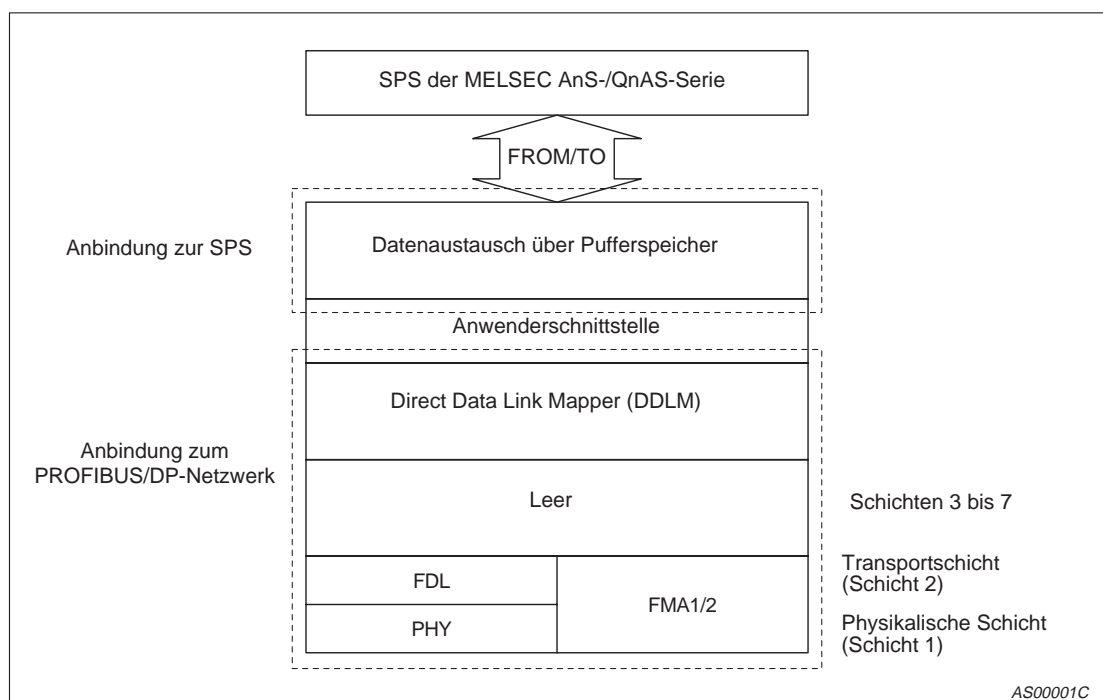 SPS der MELSEC AnS-/QnAS-Serie
FROM/TO
Anbindung zur SPS
Datenaustausch über Pufferspeicher
Anwenderschnittstelle
Direct Data Link Mapper (DDLM)
Anbindung zum
PROFIBUS/DP-Netzwerk
Leer
Schichten 3 bis 7
FDL
Transportschicht
(Schicht 2)
FMA1/2
PHY
Physikalische Schicht
(Schicht 1)
AS00001C